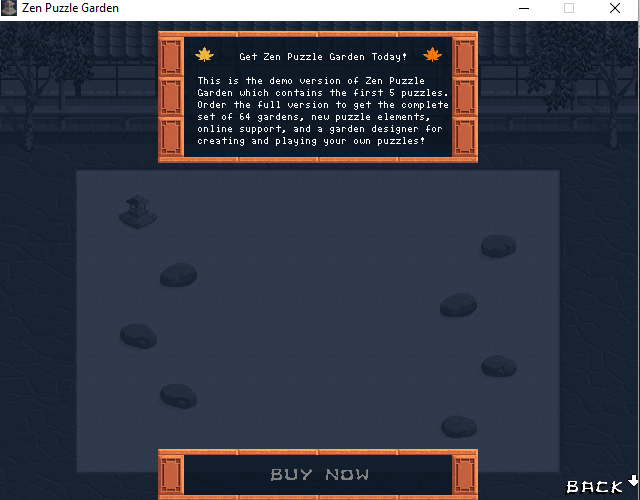 Zen Puzzle Garden
Get Zen Puzzle Garden Today!
This is the demo version of Zen Puzzle
Garden which contains the first 5 puzzles.
Order the full version to get the complete
set of 64 gardens, new puzzle elements,
online support, and a garden designer for
creating and playing your own puzzles!
BUY NOW
BACK